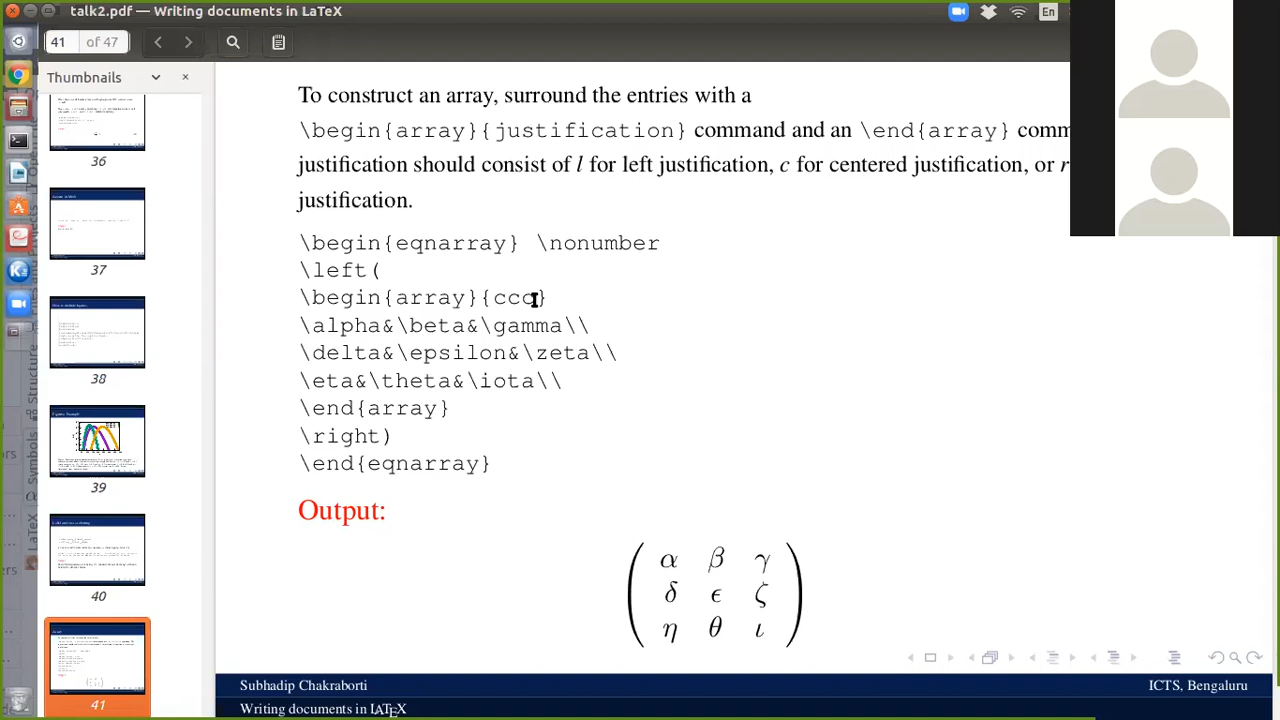 talk2.pdf — Writing documents in LaTeX
En
41 of 47
Thumbnails
36
37
38
39
40
41
To construct an array, surround the entries with a
\begin{array}{justification} command and an \end{array} comm
justification should consist of l for left justification, c for centered justification, or r
justification.
\begin{eqnarray} \nonumber
\left(
\begin{array}{ccc}
\alpha&\beta&\gamma\\
\delta&\epsilon&\zeta\\
\eta&\theta&\iota\\
\end{array}
\right)
\end{eqnarray}
Output:
α β γ
δ ϵ ζ
η θ ι
Subhadip Chakraborti ICTS, Bengaluru
Writing documents in LATEX